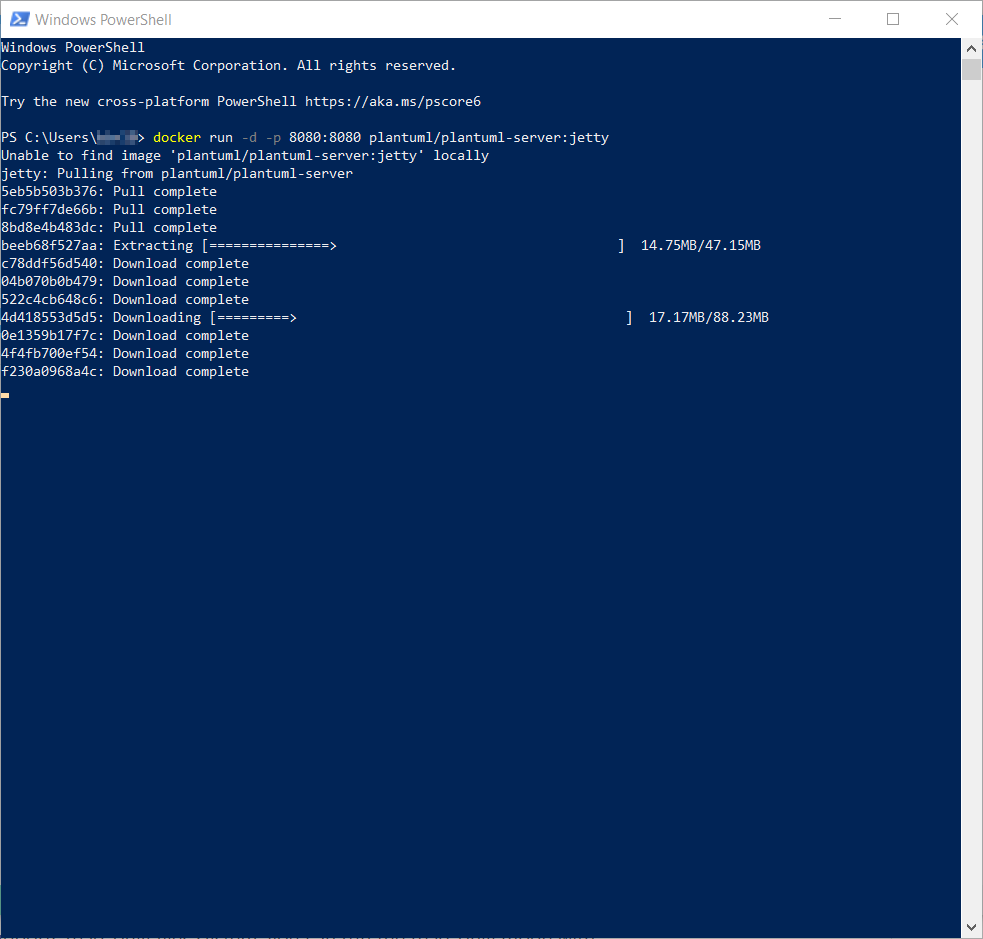 Windows PowerShell
Windows PowerShell
Copyright (C) Microsoft Corporation. All rights reserved.
Try the new cross-platform PowerShell https://aka.ms/pscore6
PS C:\Users\> docker run -d -p 8080:8080 plantuml/plantuml-server:jetty
Unable to find image 'plantuml/plantuml-server:jetty' locally
jetty: Pulling from plantuml/plantuml-server
5eb5b503b376: Pull complete
fc79ff7de66b: Pull complete
8bd8e4b483dc: Pull complete
beeb68f527aa: Extracting [===============>                                   ]  14.75MB/47.15MB
c78ddf56d540: Download complete
04b070b0b479: Download complete
522c4cb648c6: Download complete
4d418553d5d5: Downloading [=========>                                         ]  17.17MB/88.23MB
0e1359b17f7c: Download complete
4f4fb700ef54: Download complete
f230a0968a4c: Download complete